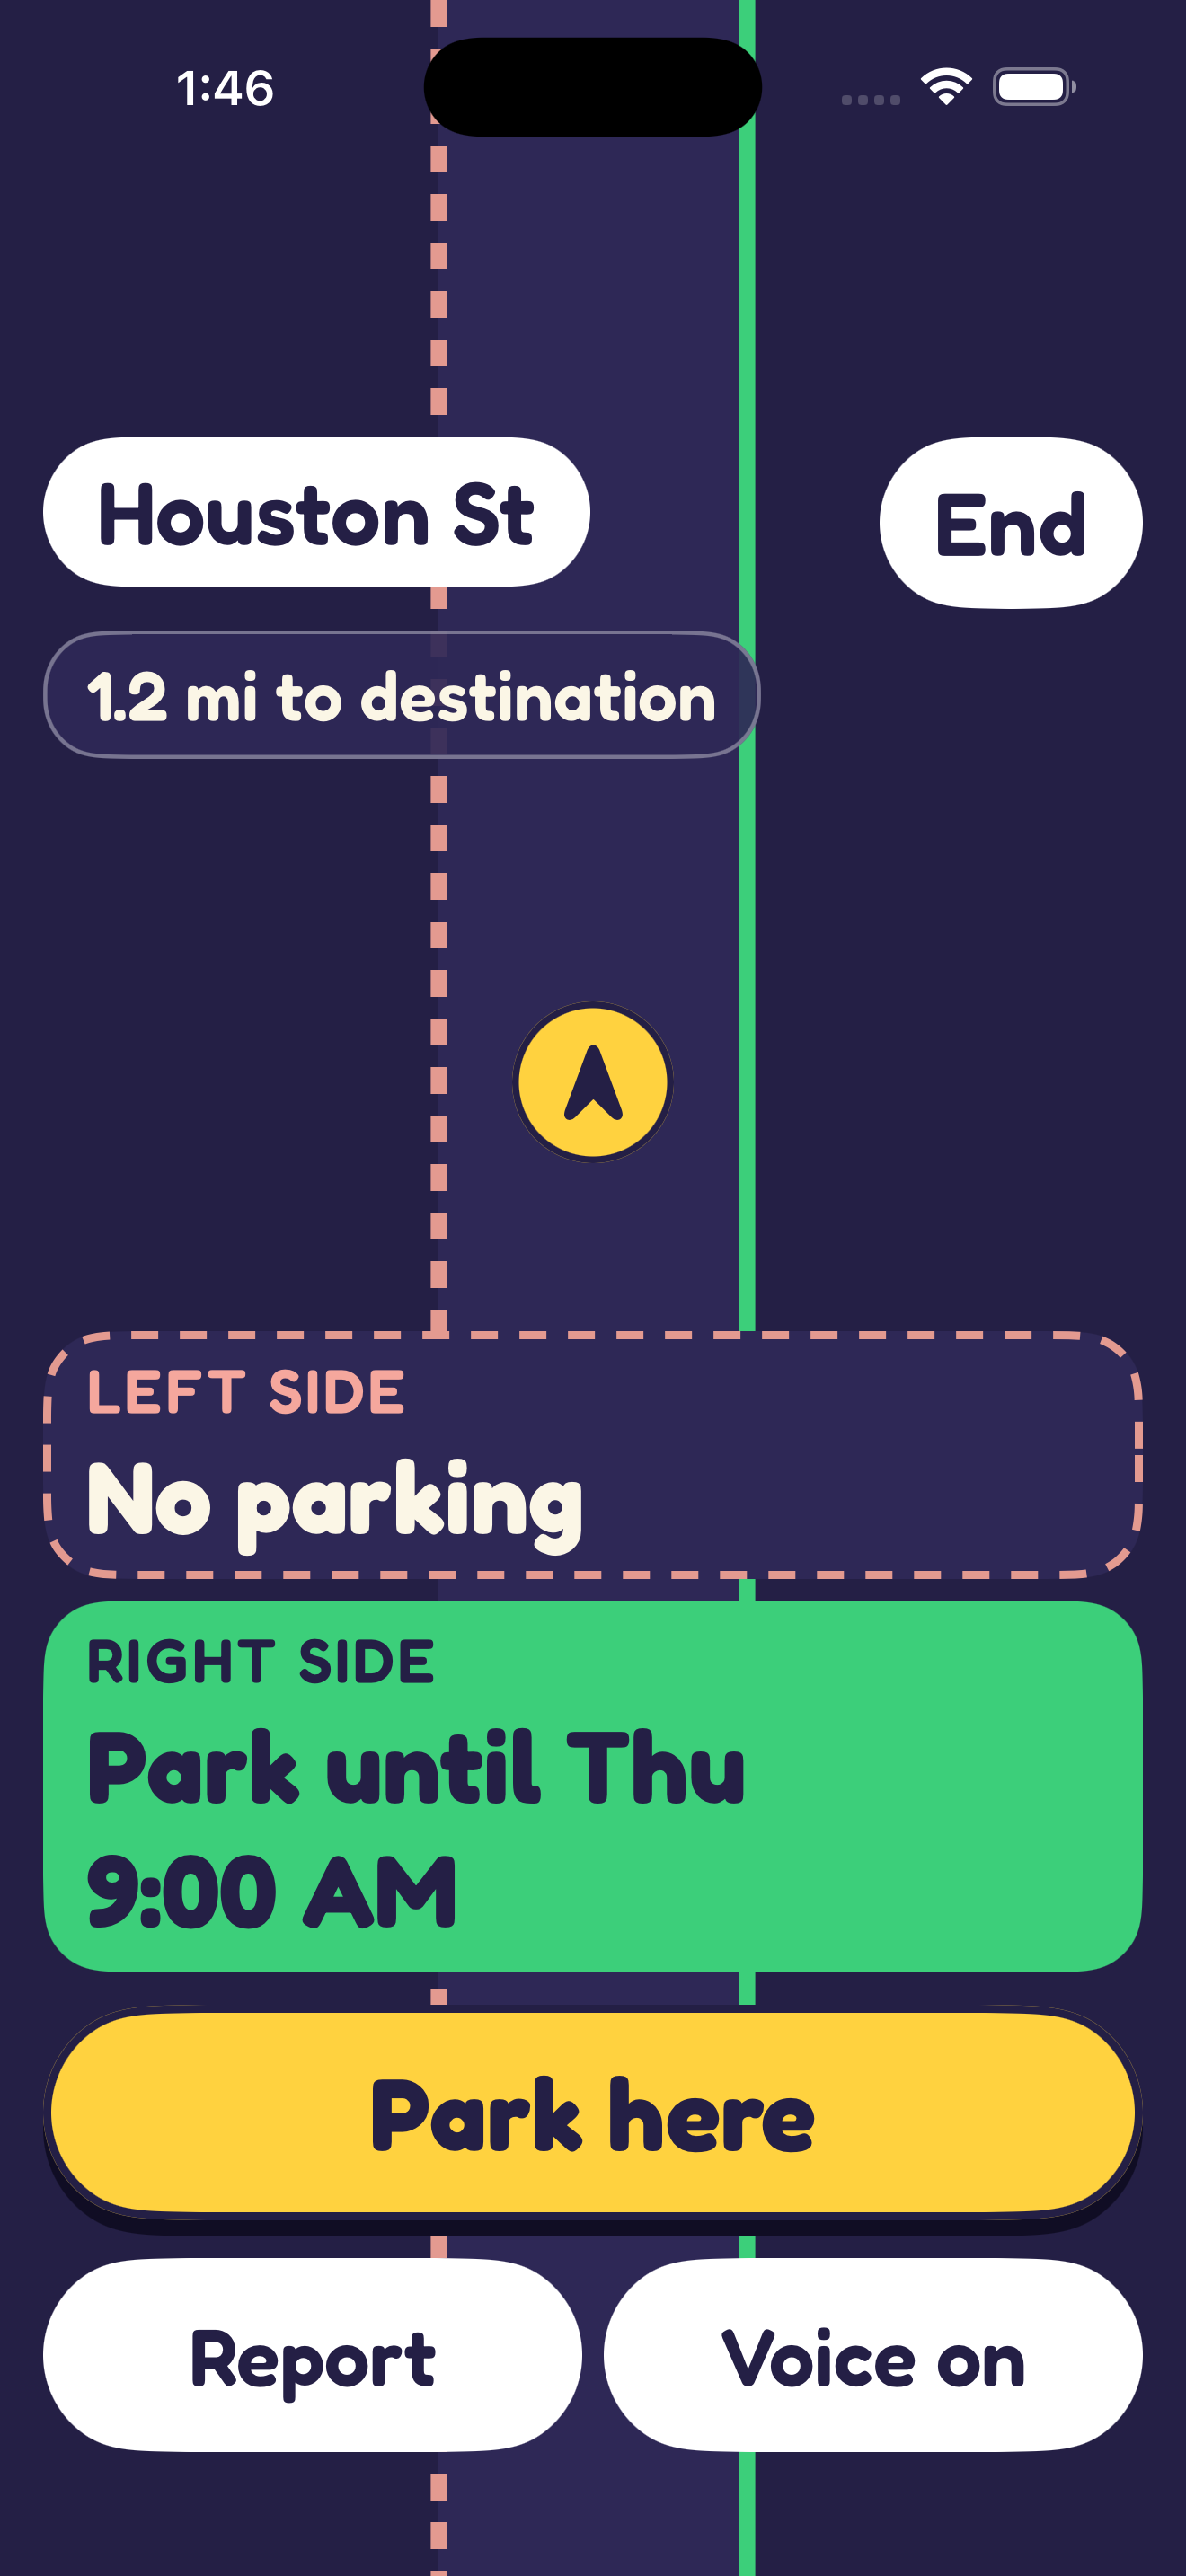 1:46
Houston St
End
1.2 mi to destination
LEFT SIDE
No parking
RIGHT SIDE
Park until Thu
9:00 AM
Park here
Report
Voice on